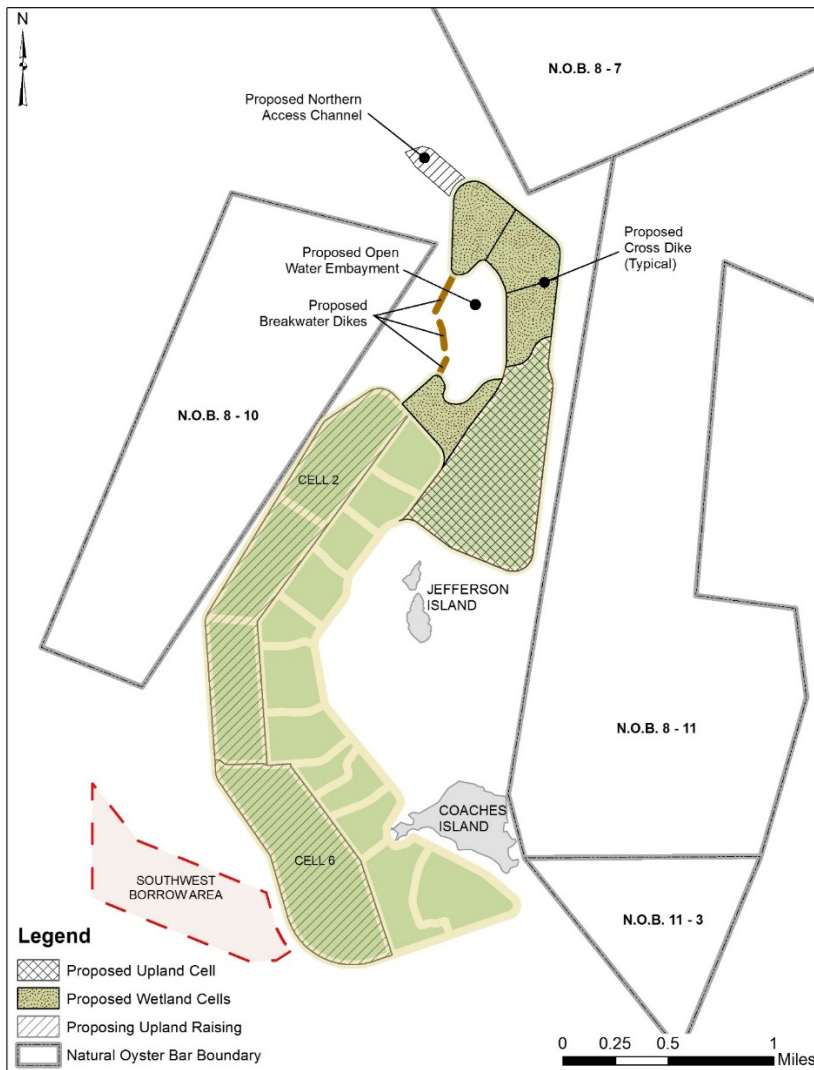 N
N.O.B. 8 - 7
Proposed Northern
Access Channel
Proposed Open
Water Embayment
Proposed
Cross Dike
(Typical)
Proposed
Breakwater Dikes
N.O.B. 8 - 10
CELL 2
JEFFERSON
ISLAND
N.O.B. 8 - 11
COACHES
ISLAND
CELL 6
SOUTHWEST
BORROW AREA
N.O.B. 11 - 3
Legend
Proposed Upland Cell
Proposed Wetland Cells
Proposing Upland Raising
Natural Oyster Bar Boundary
0 0.25 0.5 1
Miles